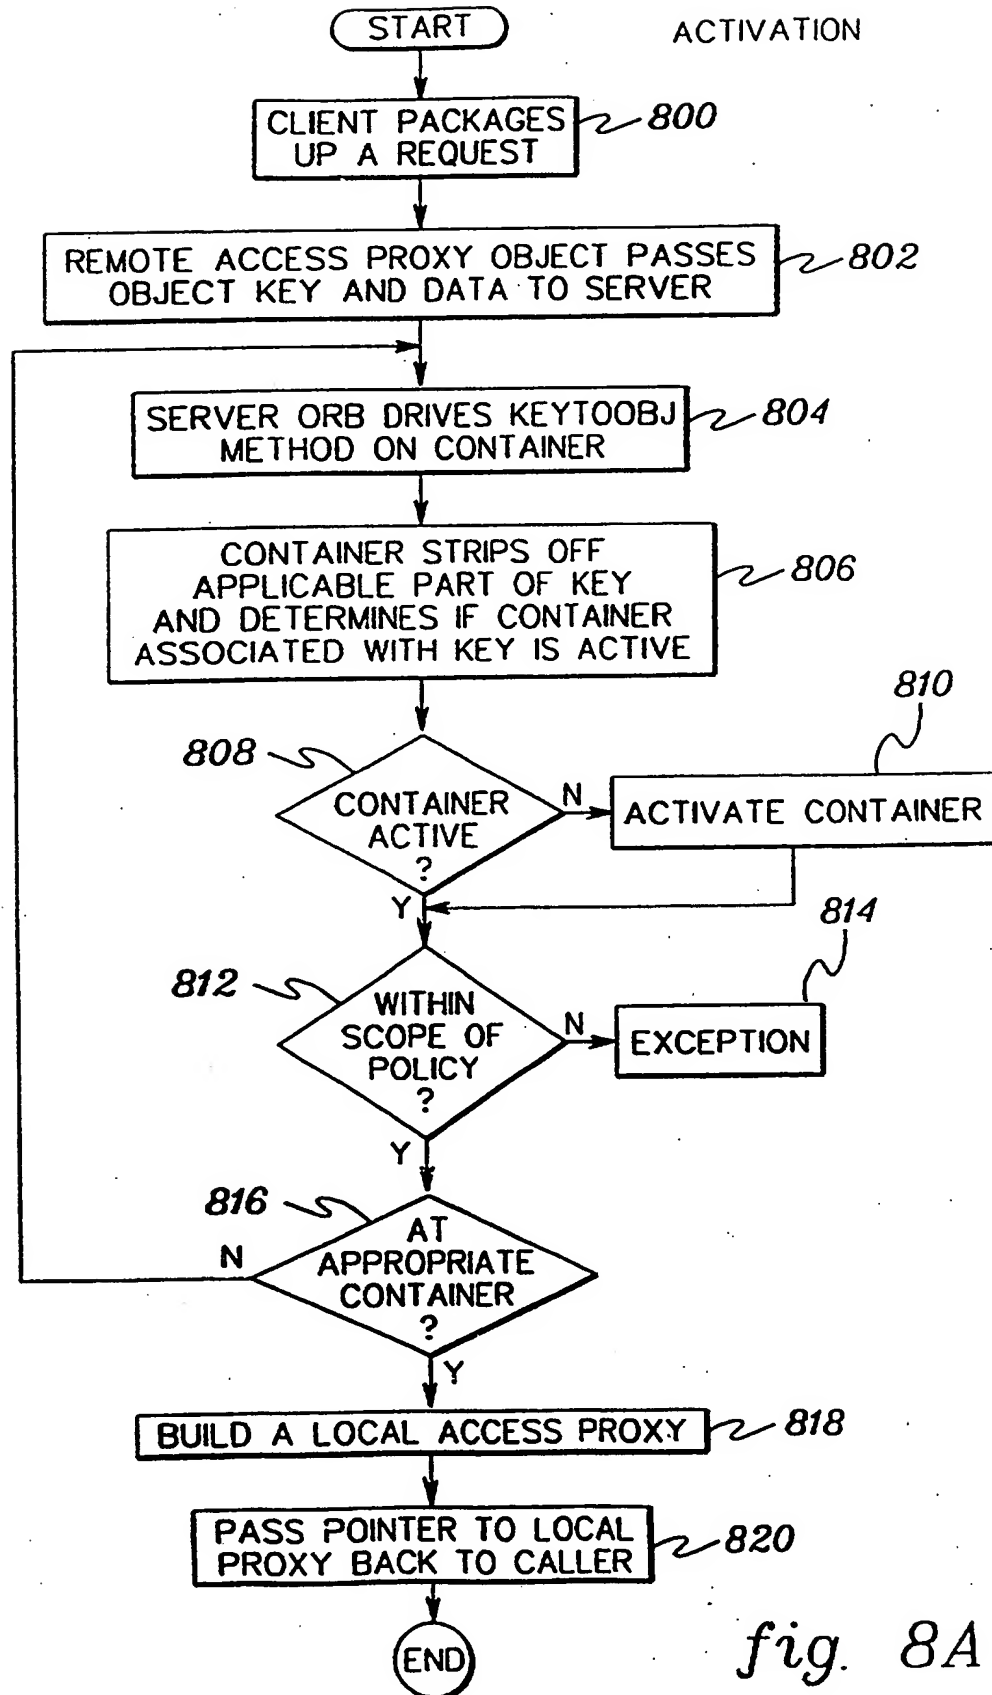 START
ACTIVATION
CLIENT PACKAGES
UP A REQUEST
800
REMOTE ACCESS PROXY OBJECT PASSES
OBJECT KEY AND DATA TO SERVER
802
SERVER ORB DRIVES KEYTOOBJ
METHOD ON CONTAINER
804
CONTAINER STRIPS OFF
APPLICABLE PART OF KEY
AND DETERMINES IF CONTAINER
ASSOCIATED WITH KEY IS ACTIVE
806
808
CONTAINER
ACTIVE
?
N
Y
810
ACTIVATE CONTAINER
812
WITHIN
SCOPE OF
POLICY
?
N
Y
814
EXCEPTION
816
AT
APPROPRIATE
CONTAINER
?
N
Y
BUILD A LOCAL ACCESS PROXY
818
PASS POINTER TO LOCAL
PROXY BACK TO CALLER
820
END
fig. 8A